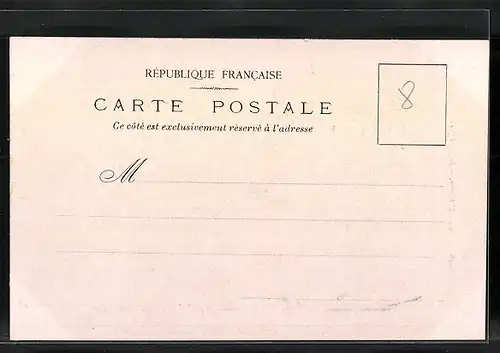 RÉPUBLIQUE FRANÇAISE
CARTE POSTALE
8
Ce côté est exclusivement réservé à l'adresse
M